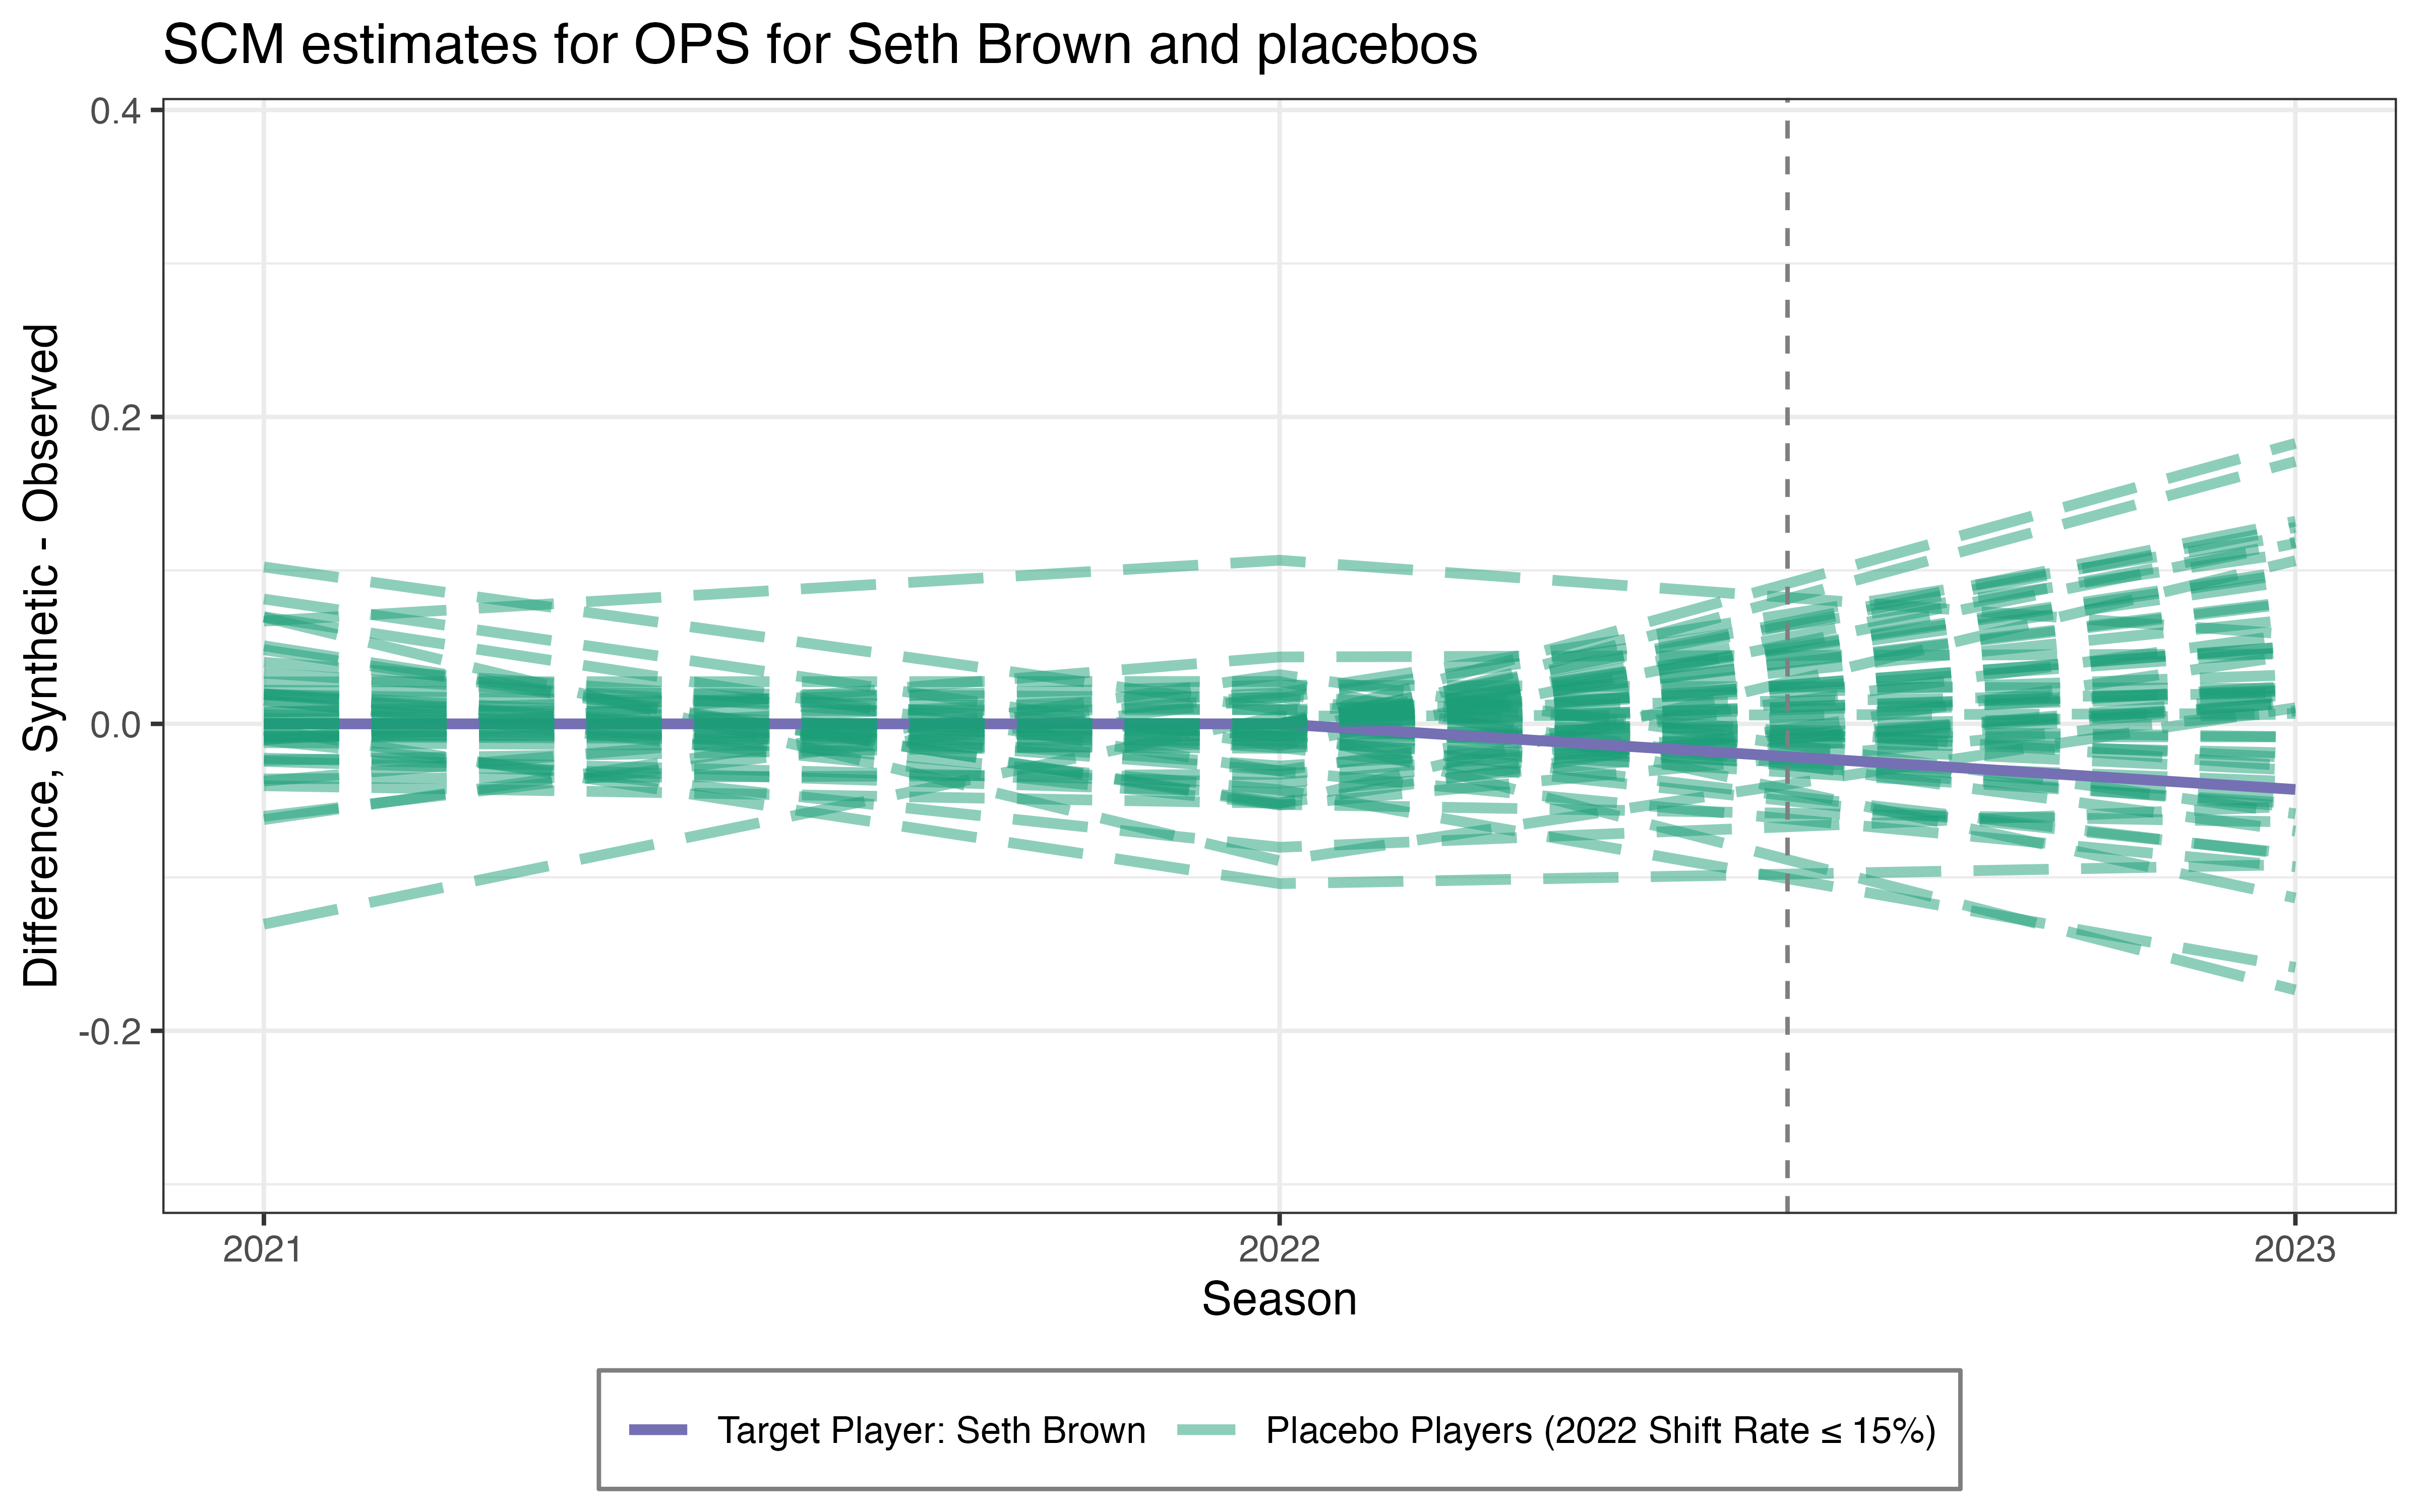 SCM estimates for OPS for Seth Brown and placebos
Difference, Synthetic - Observed
0.4
0.2
0.0
-0.2
2021 2022 2023
Season
Target Player: Seth Brown Placebo Players (2022 Shift Rate ≤ 15%)